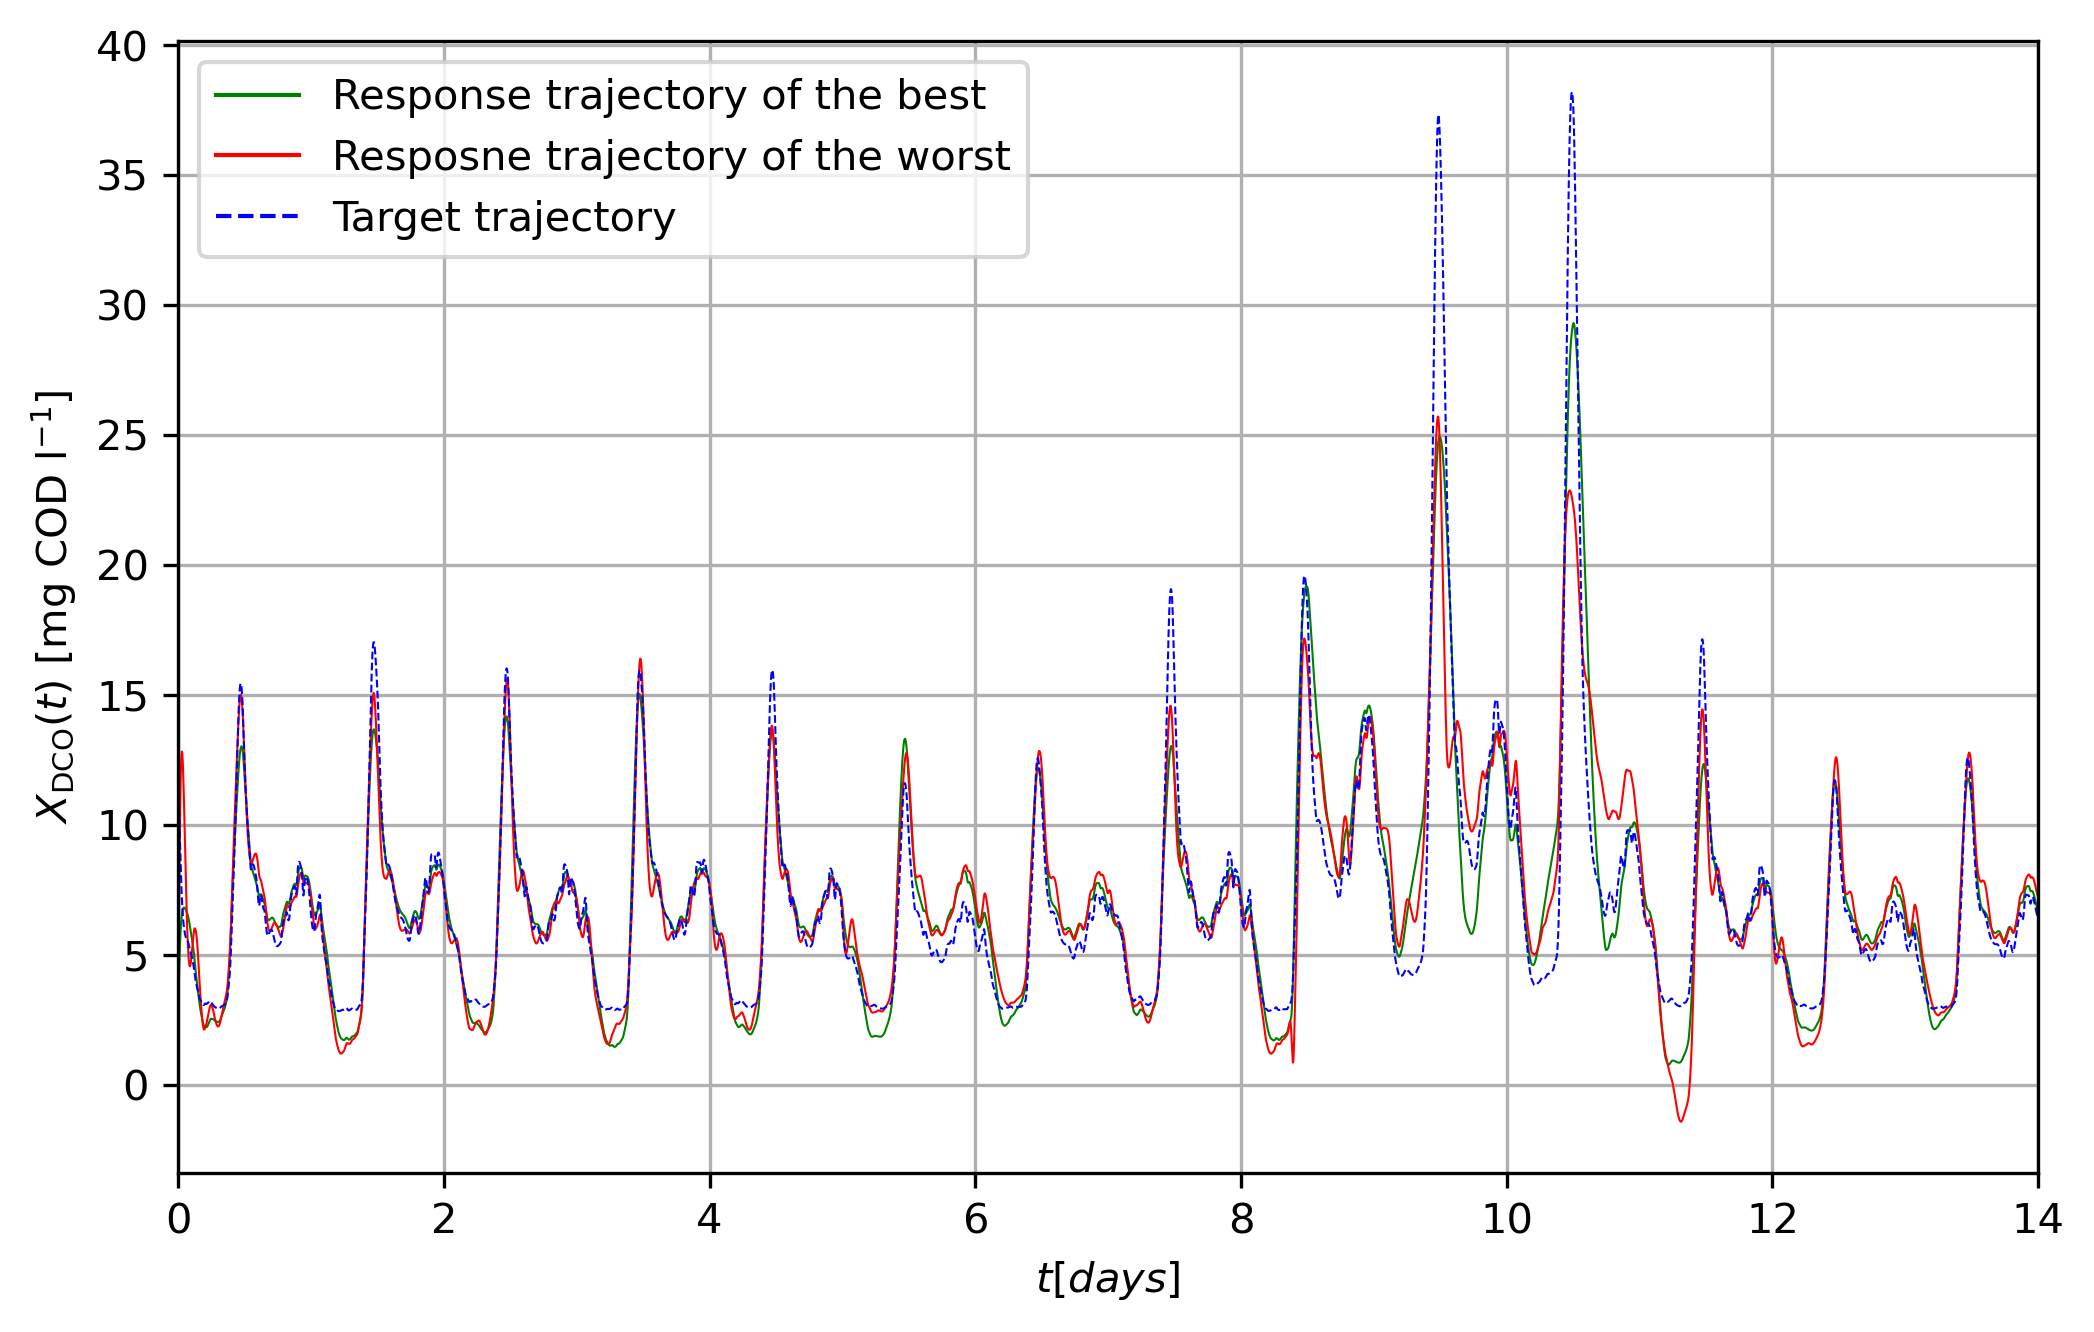 40
35
30
25
20
15
10
5
0
X_DCO(t) [mg COD l⁻¹]
Response trajectory of the best
Resposne trajectory of the worst
Target trajectory
0 2 4 6 8 10 12 14
t[days]